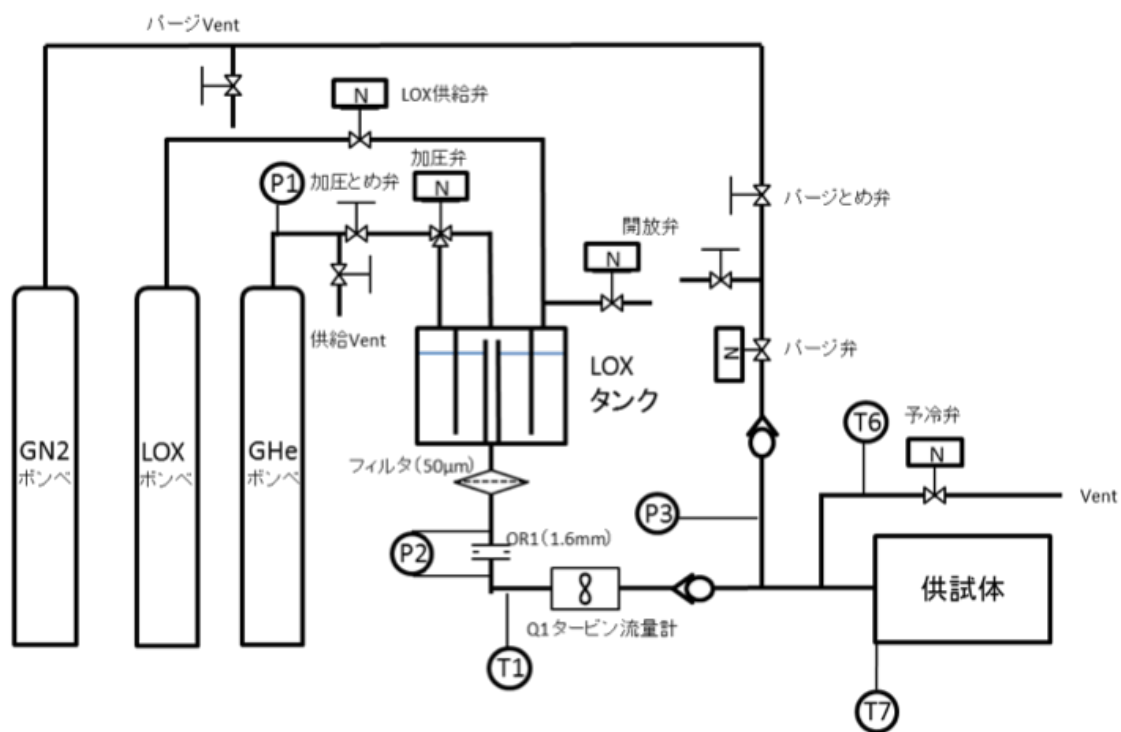 パージVent
N
LOX供給弁
加圧弁
P1
加圧とめ弁
N
パージとめ弁
開放弁
N
供給Vent
N
パージ弁
LOX
タンク
T6
予冷弁
N
GN2
ボンベ
LOX
ボンベ
GHe
ボンベ
フィルタ(50μm)
Vent
P3
P2
OR1(1.6mm)
供試体
Q1タービン流量計
T1
T7